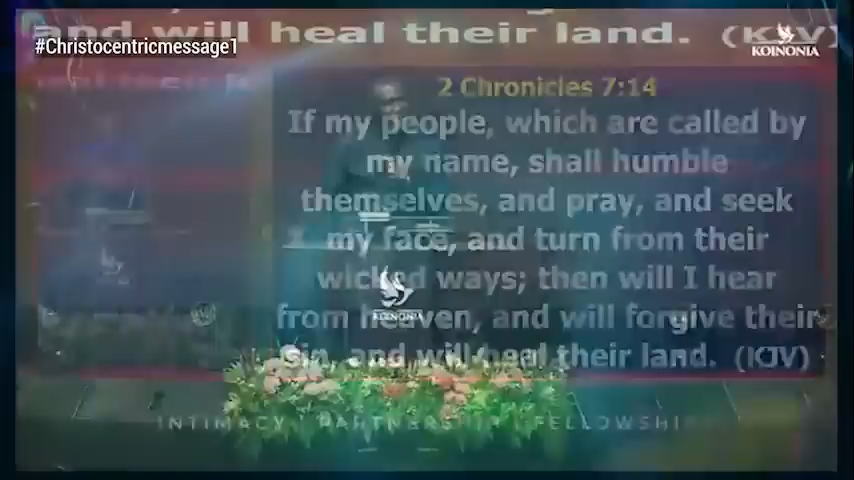 and will heal their land. (KJV)
#Christocentricmessage1
KOINONIA
2 Chronicles 7:14
If my people, which are called by
my name, shall humble
themselves, and pray, and seek
my face, and turn from their
wicked ways; then will I hear
from heaven, and will forgive their
sin, and will heal their land. (KJV)
KOINONIA
INTIMACY PARTNERSHIP FELLOWSHIP